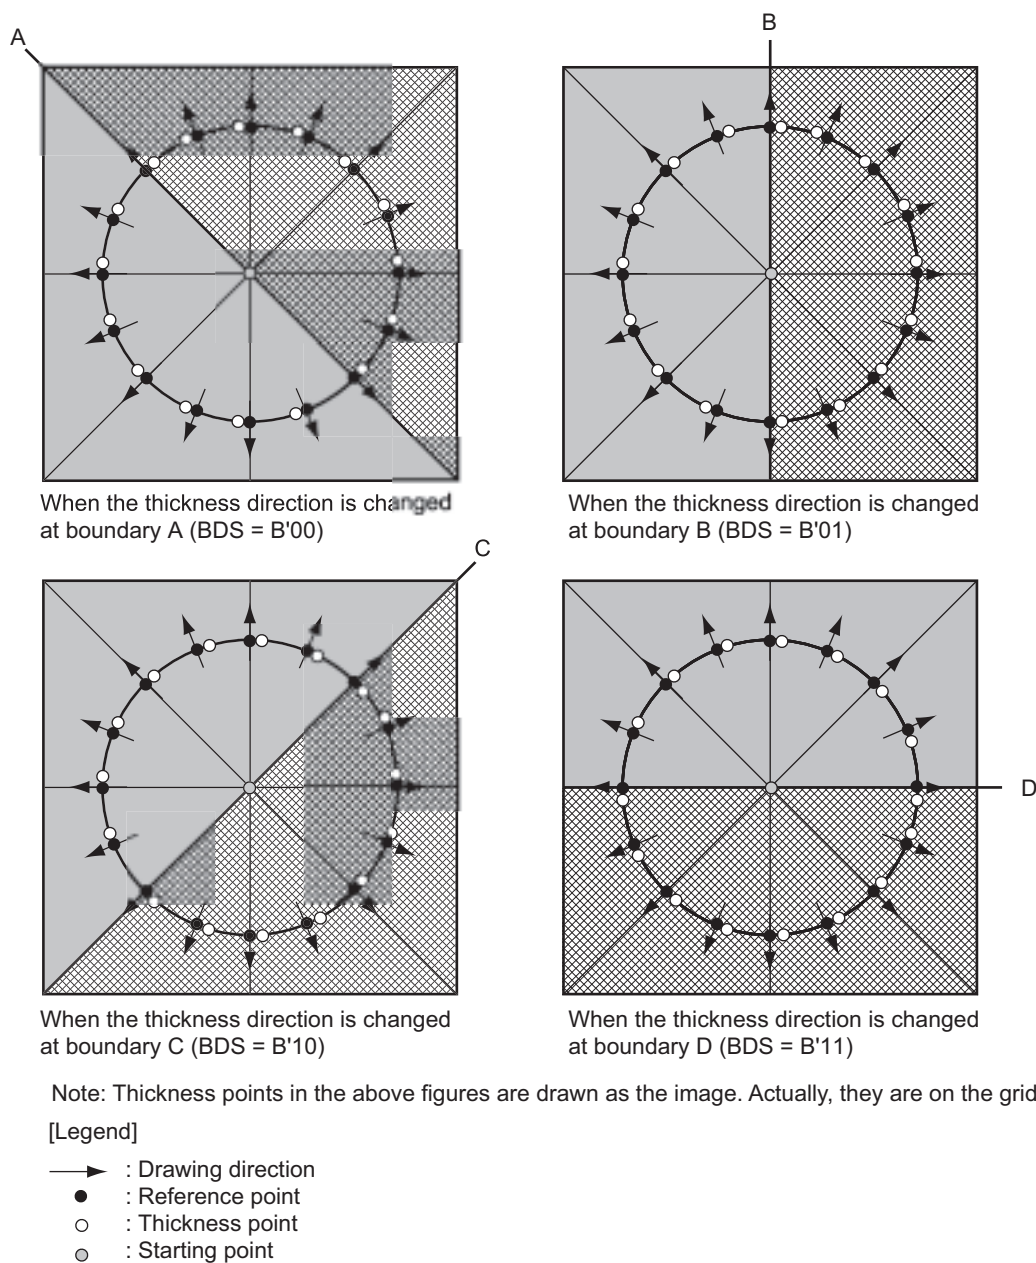 A
B
When the thickness direction is changed
at boundary A (BDS = B'00)
When the thickness direction is changed
at boundary B (BDS = B'01)
C
D
When the thickness direction is changed
at boundary C (BDS = B'10)
When the thickness direction is changed
at boundary D (BDS = B'11)
Note: Thickness points in the above figures are drawn as the image. Actually, they are on the grid
[Legend]
: Drawing direction
: Reference point
: Thickness point
: Starting point